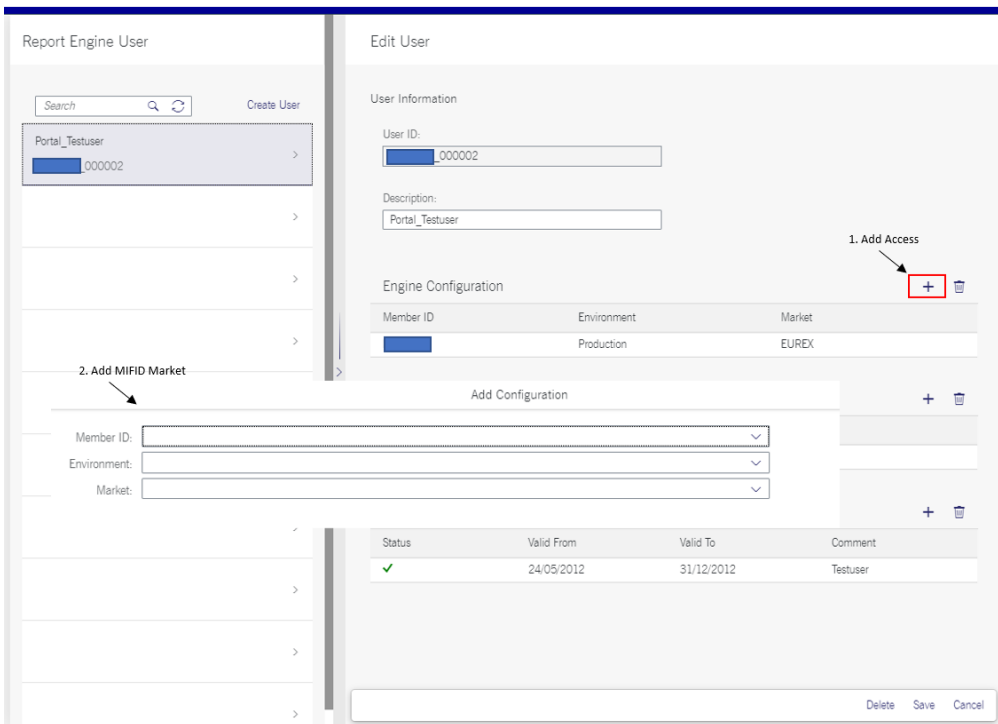 Report Engine User
Edit User
Search
Create User
Portal_Testuser
_000002
User Information
User ID:
_000002
Description:
Portal_Testuser
1. Add Access
Engine Configuration
Member ID Environment Market
Production EUREX
2. Add MIFID Market
Add Configuration
Member ID:
Environment:
Market:
Status Valid From Valid To Comment
24/05/2012 31/12/2012 Testuser
Delete Save Cancel